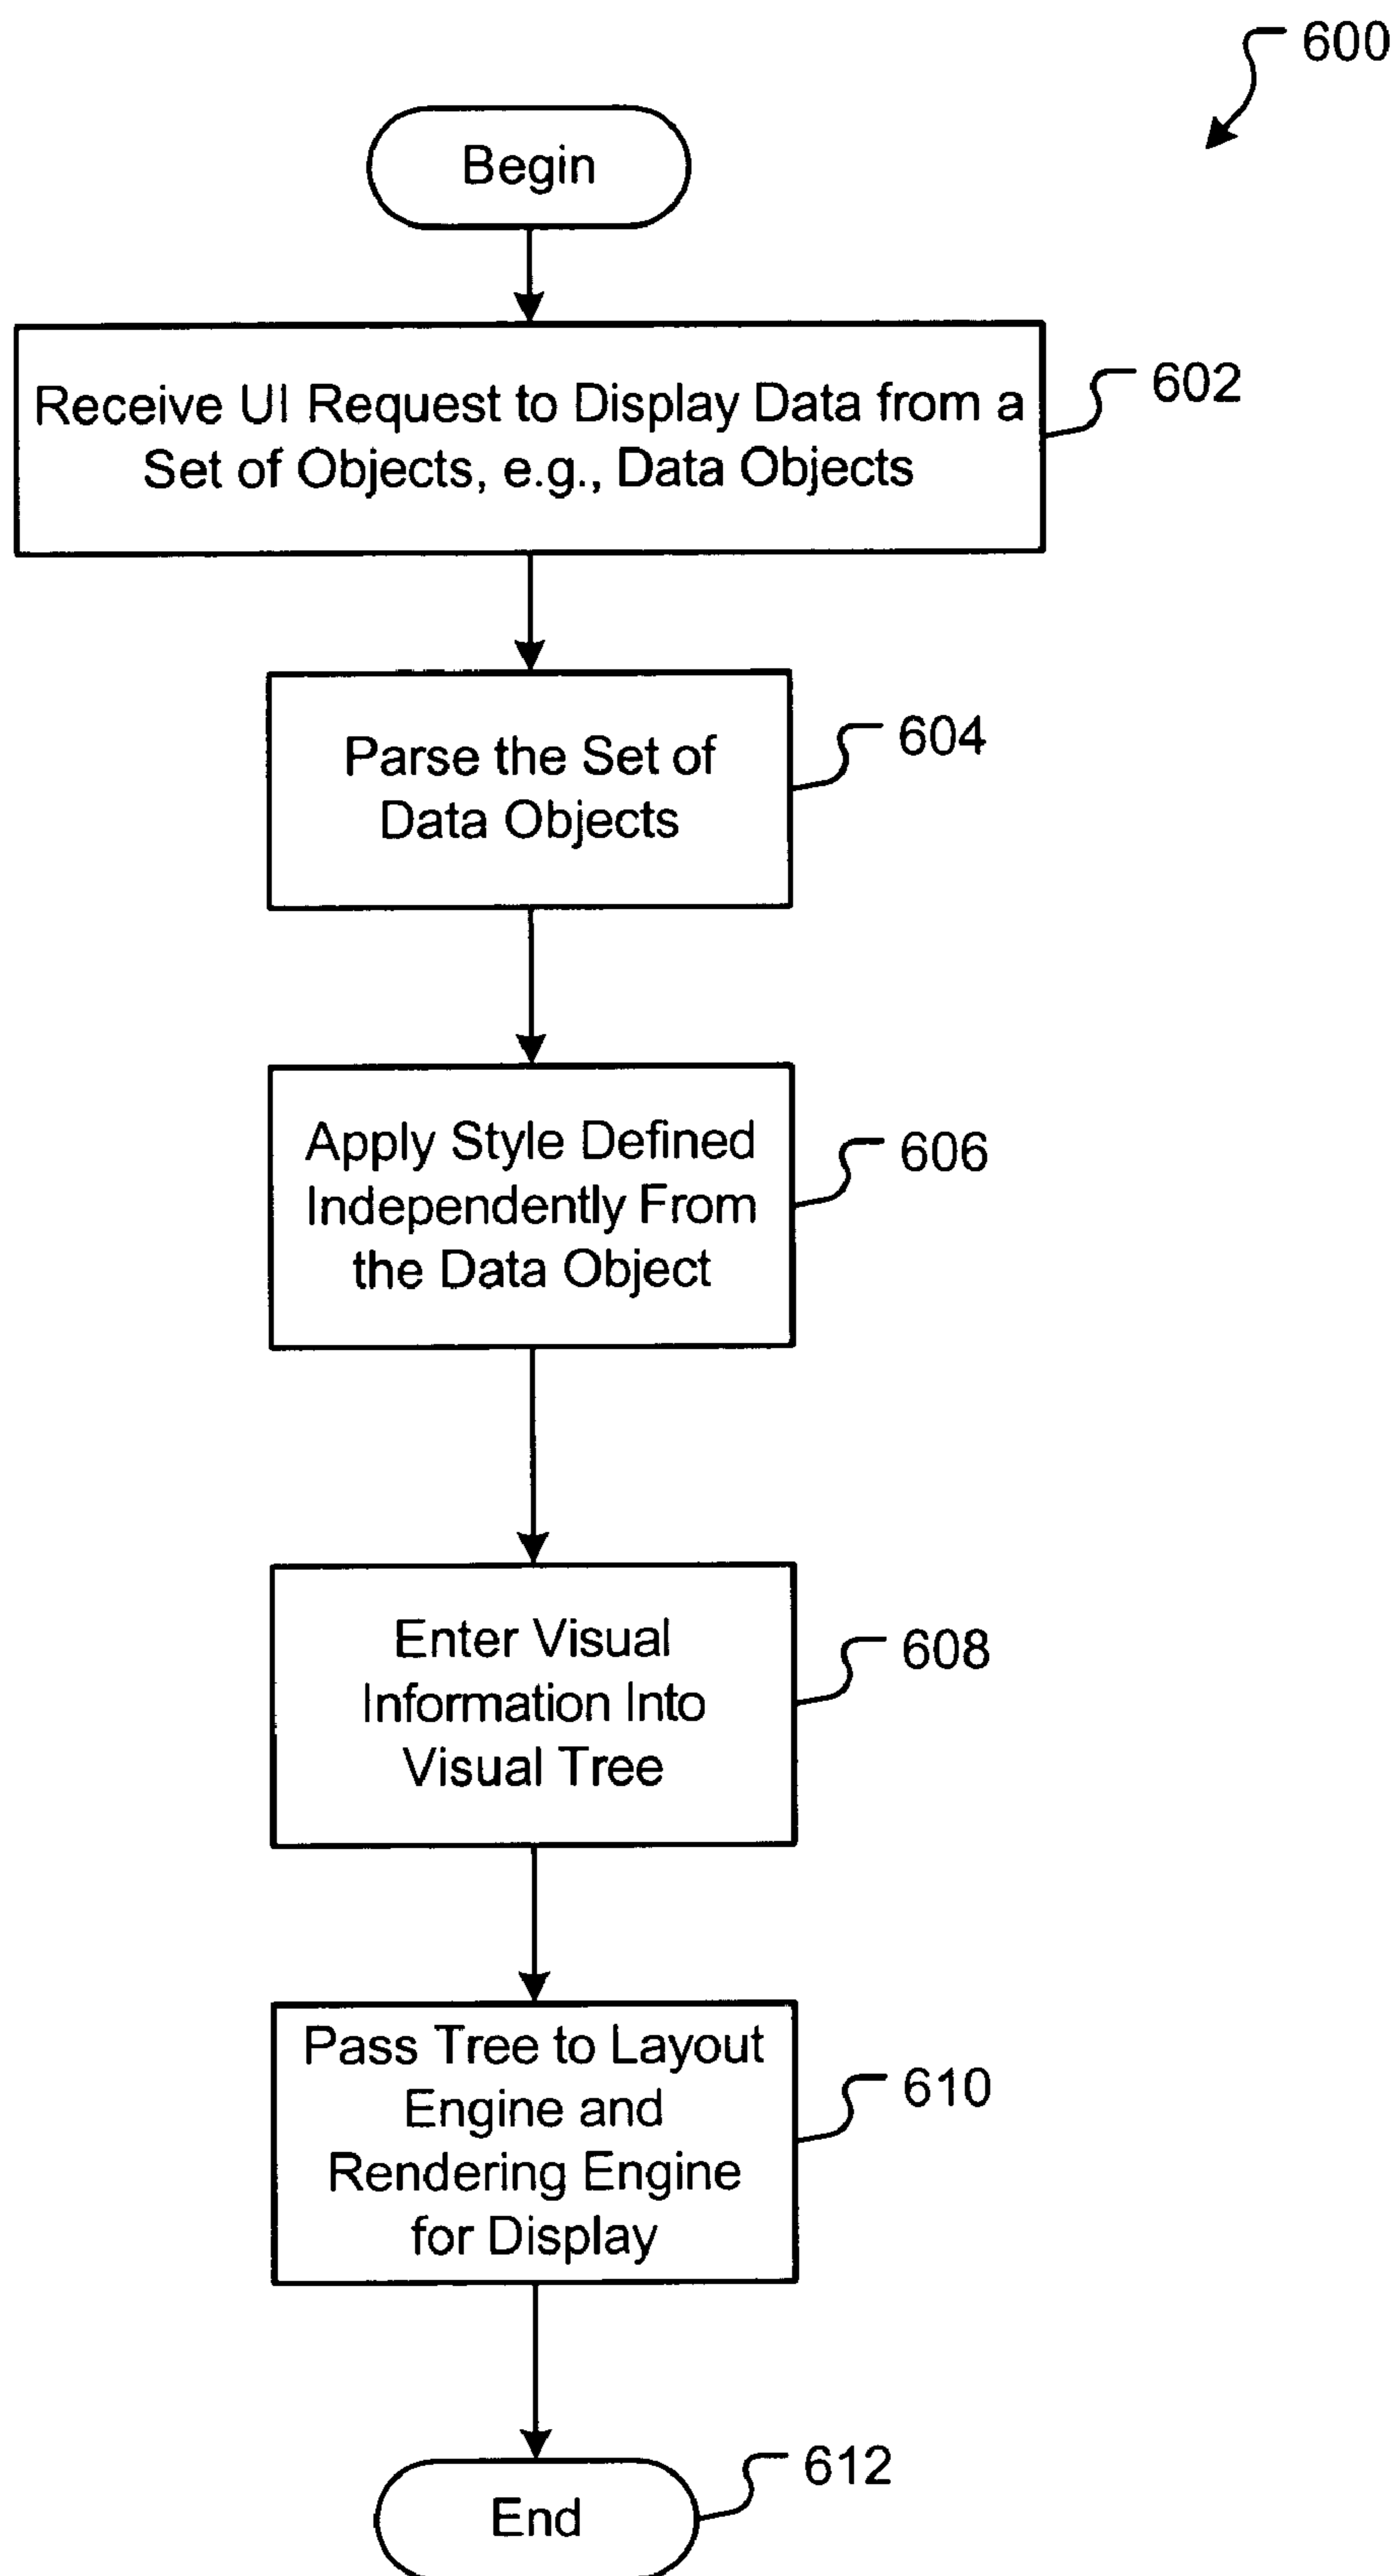 600
Begin
Receive UI Request to Display Data from a
Set of Objects, e.g., Data Objects
602
Parse the Set of
Data Objects
604
Apply Style Defined
Independently From
the Data Object
606
Enter Visual
Information Into
Visual Tree
608
Pass Tree to Layout
Engine and
Rendering Engine
for Display
610
End
612